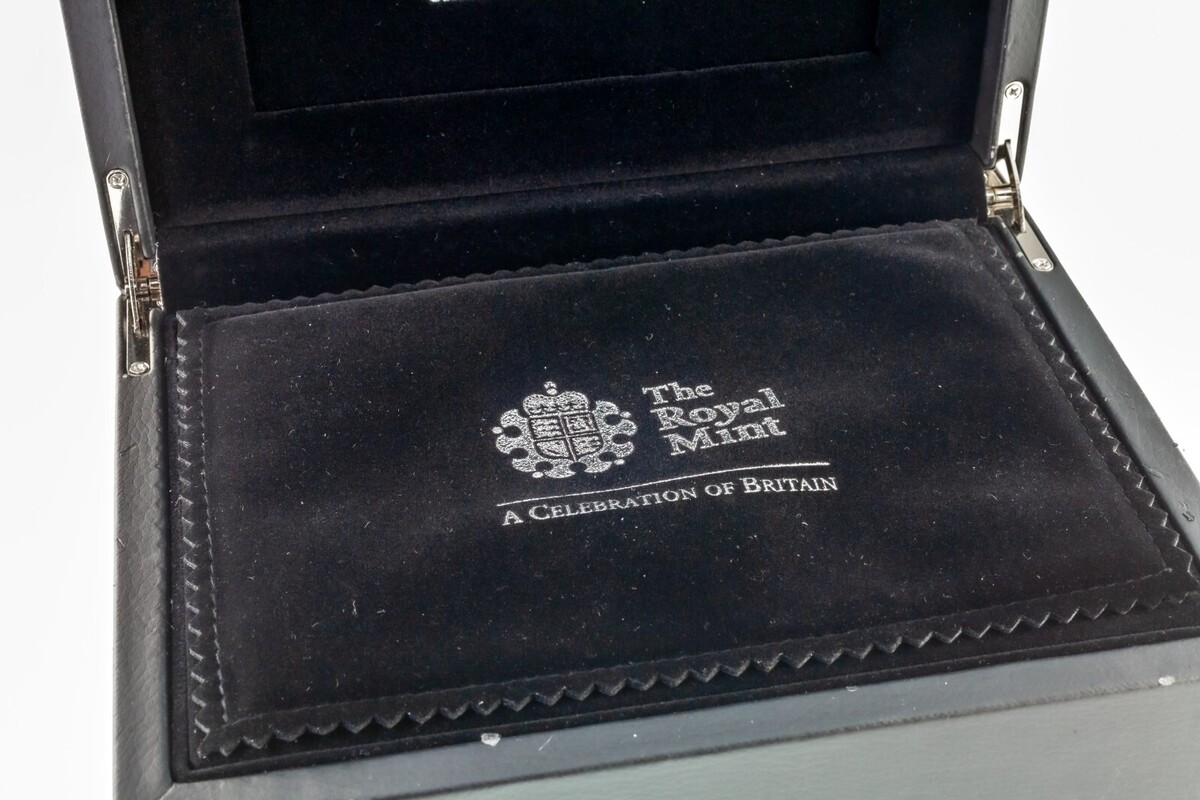 The
Royal
Mint
A CELEBRATION OF BRITAIN